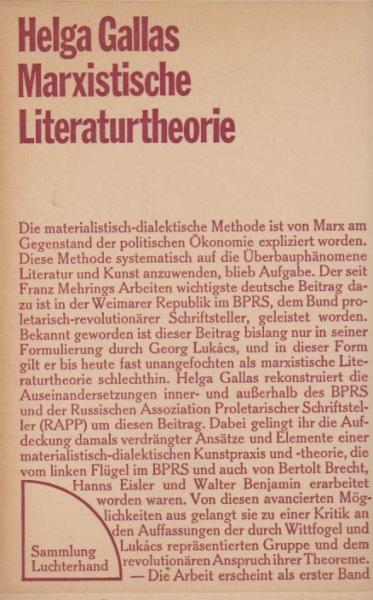 Helga Gallas
Marxistische
Literaturtheorie
Die materialistisch-dialektische Methode ist von Marx am
Gegenstand der politischen Ökonomie expliziert worden.
Diese Methode systematisch auf die Überbauphänomene
Literatur und Kunst anzuwenden, blieb Aufgabe. Der seit
Franz Mehrings Arbeiten wichtigste deutsche Beitrag da-
zu ist in der Weimarer Republik im BPRS, dem Bund pro-
letarisch-revolutionärer Schriftsteller, geleistet worden.
Bekannt geworden ist dieser Beitrag bislang nur in seiner
Formulierung durch Georg Lukács, und in dieser Form
gilt er bis heute fast unangefochten als marxistische Lite-
raturtheorie schlechthin. Helga Gallas rekonstruiert die
Auseinandersetzungen inner- und außerhalb des BPRS
und der Russischen Assoziation Proletarischer Schriftstel-
ler (RAPP) um diesen Beitrag. Dabei gelingt ihr die Auf-
deckung damals verdrängter Ansätze und Elemente einer
materialistisch-dialektischen Kunstpraxis und -theorie, die
vom linken Flügel im BPRS und auch von Bertolt Brecht,
Hanns Eisler und Walter Benjamin erarbeitet
worden waren. Von diesen avancierten Mög-
lichkeiten aus gelangt sie zu einer Kritik an
den Auffassungen der durch Wittfogel und
Lukács repräsentierten Gruppe und dem
revolutionären Anspruch ihrer Theoreme.
— Die Arbeit erscheint als erster Band
Sammlung
Luchterhand